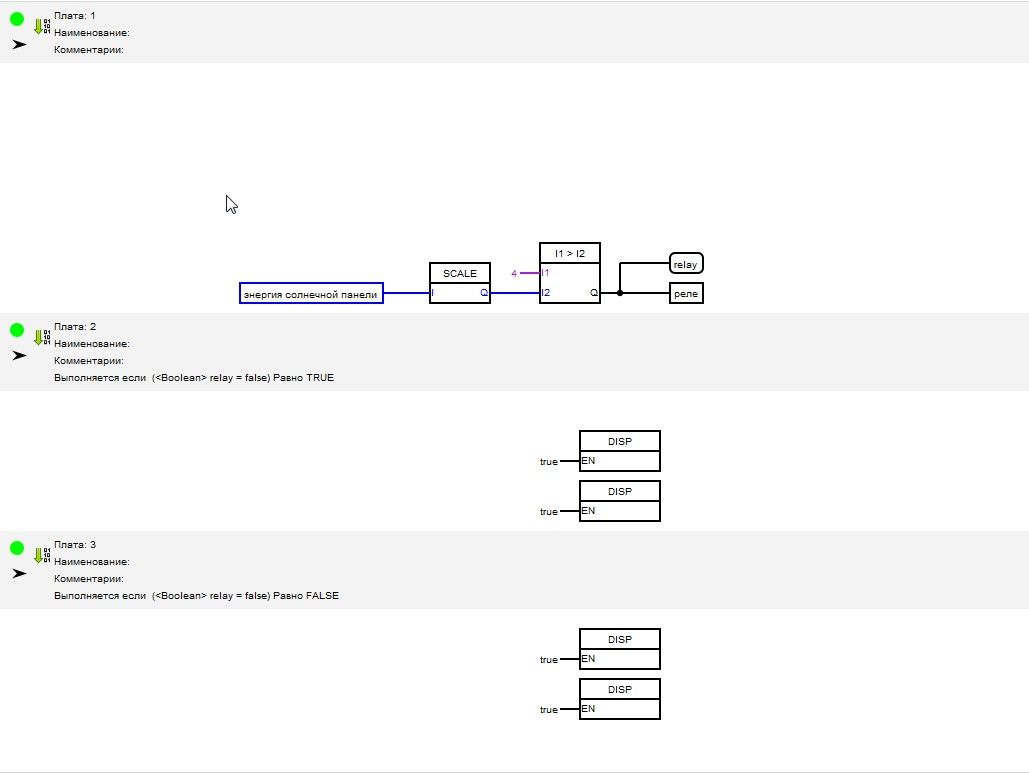 Плата: 1
Наименование:
Комментарии:
I1 > I2
relay
SCALE
4
I1
энергия солнечной панели
I
Q
I2
Q
реле
Плата: 2
Наименование:
Комментарии:
Выполняется если (<Boolean> relay = false) Равно TRUE
DISP
true
EN
DISP
true
EN
Плата: 3
Наименование:
Комментарии:
Выполняется если (<Boolean> relay = false) Равно FALSE
DISP
true
EN
DISP
true
EN